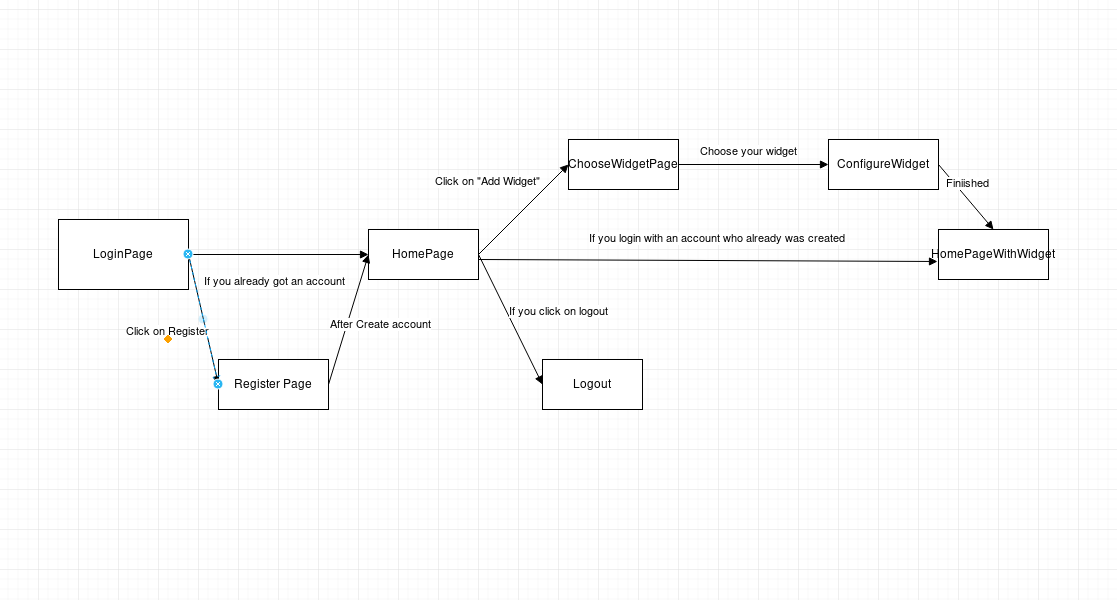 ChooseWidgetPage
Choose your widget
ConfigureWidget
Click on "Add Widget"
Finiished
If you login with an account who already was created
LoginPage
HomePage
HomePageWithWidget
If you already got an account
If you click on logout
After Create account
Click on Register
Register Page
Logout